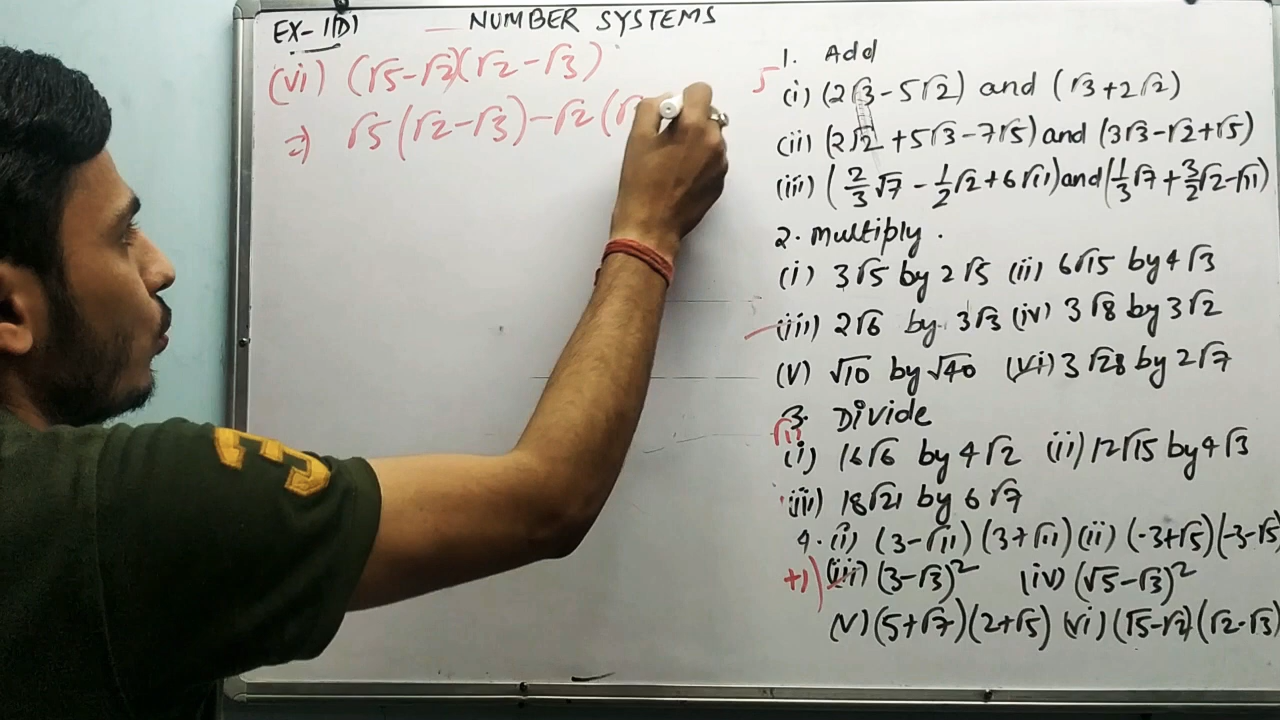 EX-1(D)
NUMBER SYSTEMS
(vi) (√5-√2)(√2-√3)
=) √5(√2-√3)-√2(√
1. Add
5
(i) (2√3-5√2) and (√3+2√2)
(ii) (2√2+5√3-7√5) and (3√3-√2+√5)
(iii) (2/3√7-1/2√2+6√11) and (1/3√7+3/2√2-√11)
2. Multiply.
(i) 3√5 by 2√5 (ii) 6√15 by 4√3
(iii) 2√6 by 3√3 (iv) 3√8 by 3√2
(v) √10 by √40 (vi) 3√28 by 2√7
3. Divide
(i) 16√6 by 4√2 (ii) 12√15 by 4√3
(iii) 18√21 by 6√7
4. (i) (3-√11)(3+√11) (ii) (-3+√5)(-3-√5
+1) (iii) (3-√3)² (iv) (√5-√3)²
(v) (5+√7)(2+√5) (vi) (√5-√2)(√2-√3)
3